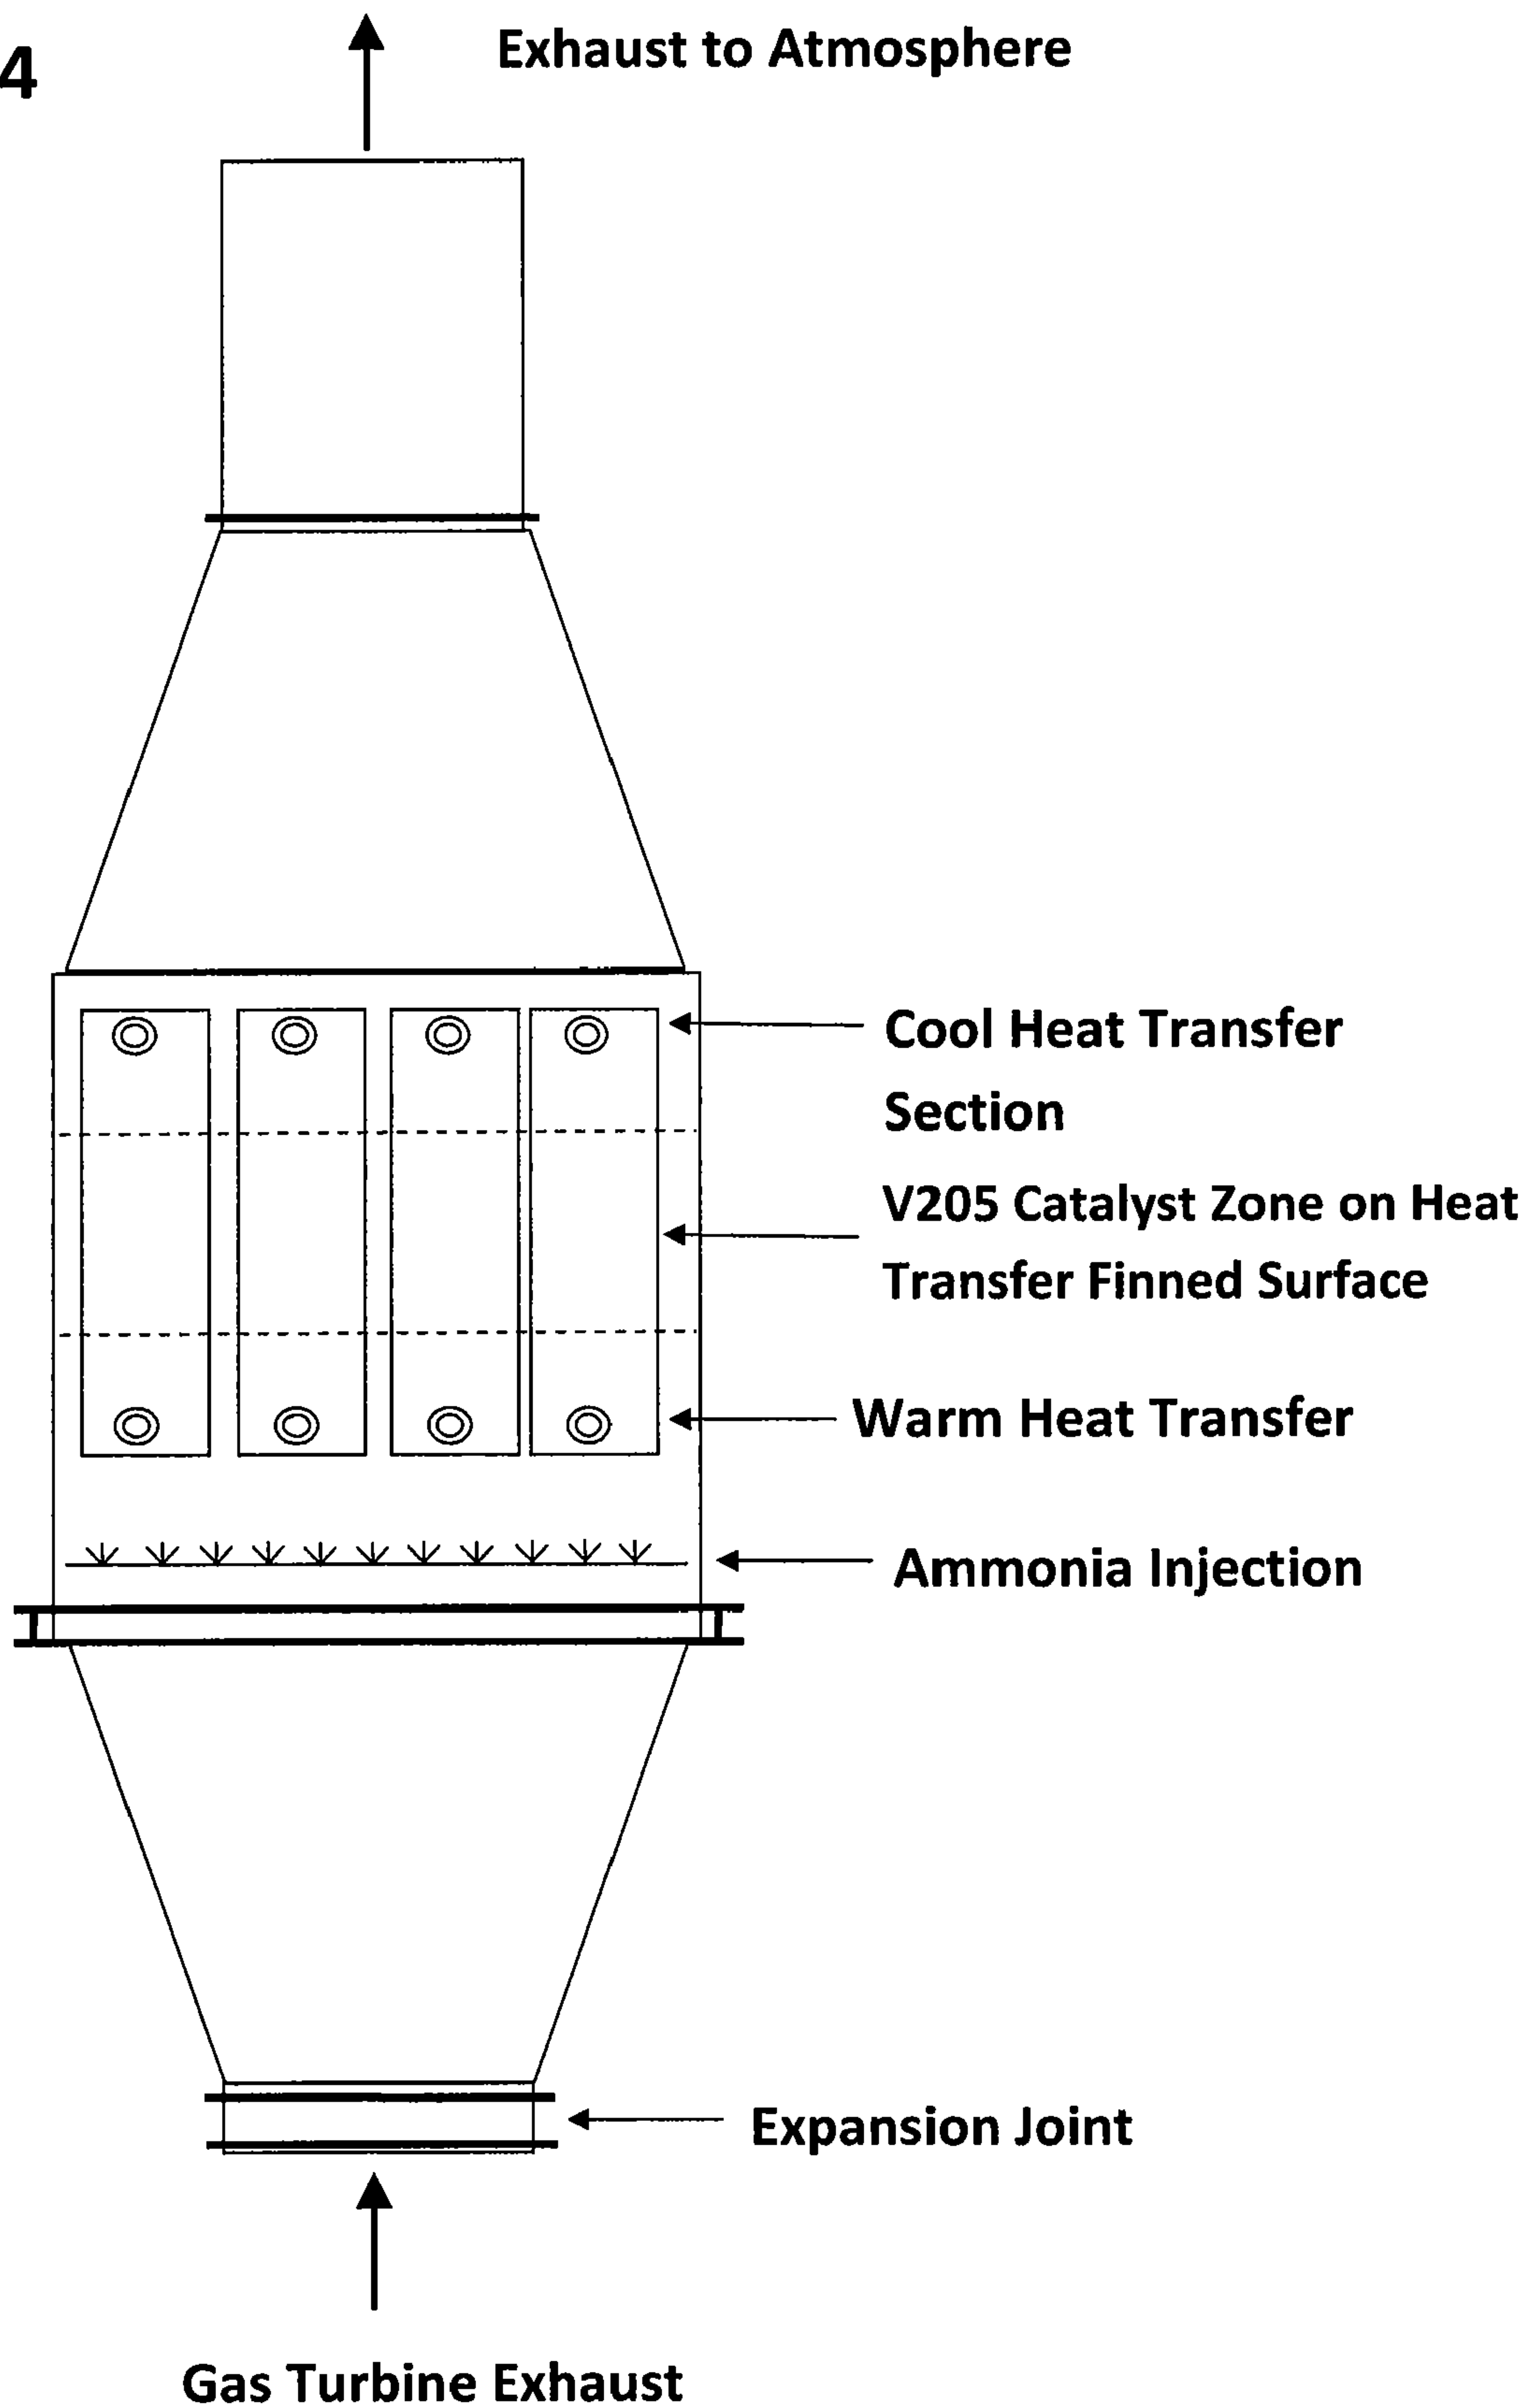 4
Exhaust to Atmosphere
Cool Heat Transfer
Section
V205 Catalyst Zone on Heat
Transfer Finned Surface
Warm Heat Transfer
Ammonia Injection
Expansion Joint
Gas Turbine Exhaust